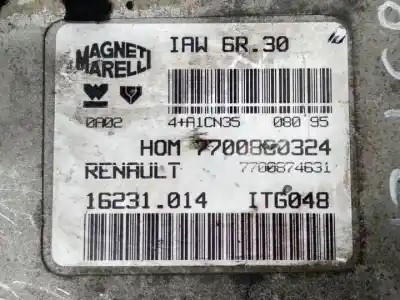 MAGNETI MARELLI
IAW 6R.30
0A02 4+A1CN35 080 95
HOM 7700860324
RENAULT 7700874631
16231.014 ITG048